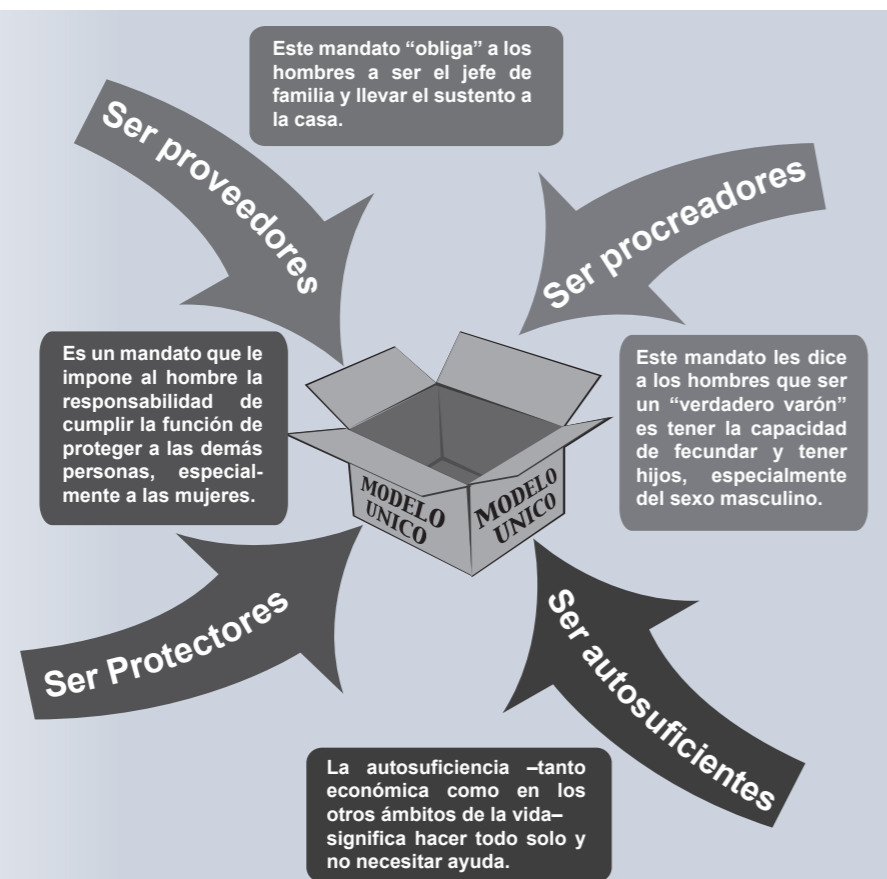 Este mandato “obliga” a los
hombres a ser el jefe de
familia y llevar el sustento a
la casa.
Ser proveedores
Ser procreadores
Es un mandato que le
impone al hombre la
responsabilidad de
cumplir la función de
proteger a las demás
personas, especial-
mente a las mujeres.
Este mandato les dice
a los hombres que ser
un “verdadero varón”
es tener la capacidad
de fecundar y tener
hijos, especialmente
del sexo masculino.
MODELO
UNICO
MODELO
UNICO
Ser Protectores
Ser autosuficientes
La autosuficiencia –tanto
económica como en los
otros ámbitos de la vida–
significa hacer todo solo y
no necesitar ayuda.